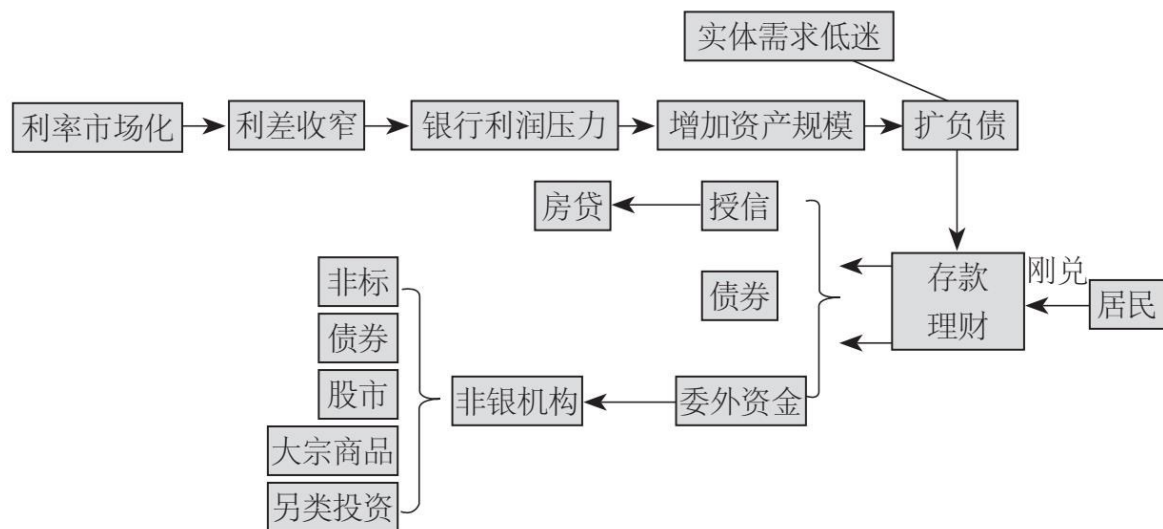 实体需求低迷
利率市场化
利差收窄
银行利润压力
增加资产规模
扩负债
房贷
授信
非标
债券
存款
理财
刚兑
居民
债券
股市
非银机构
委外资金
大宗商品
另类投资